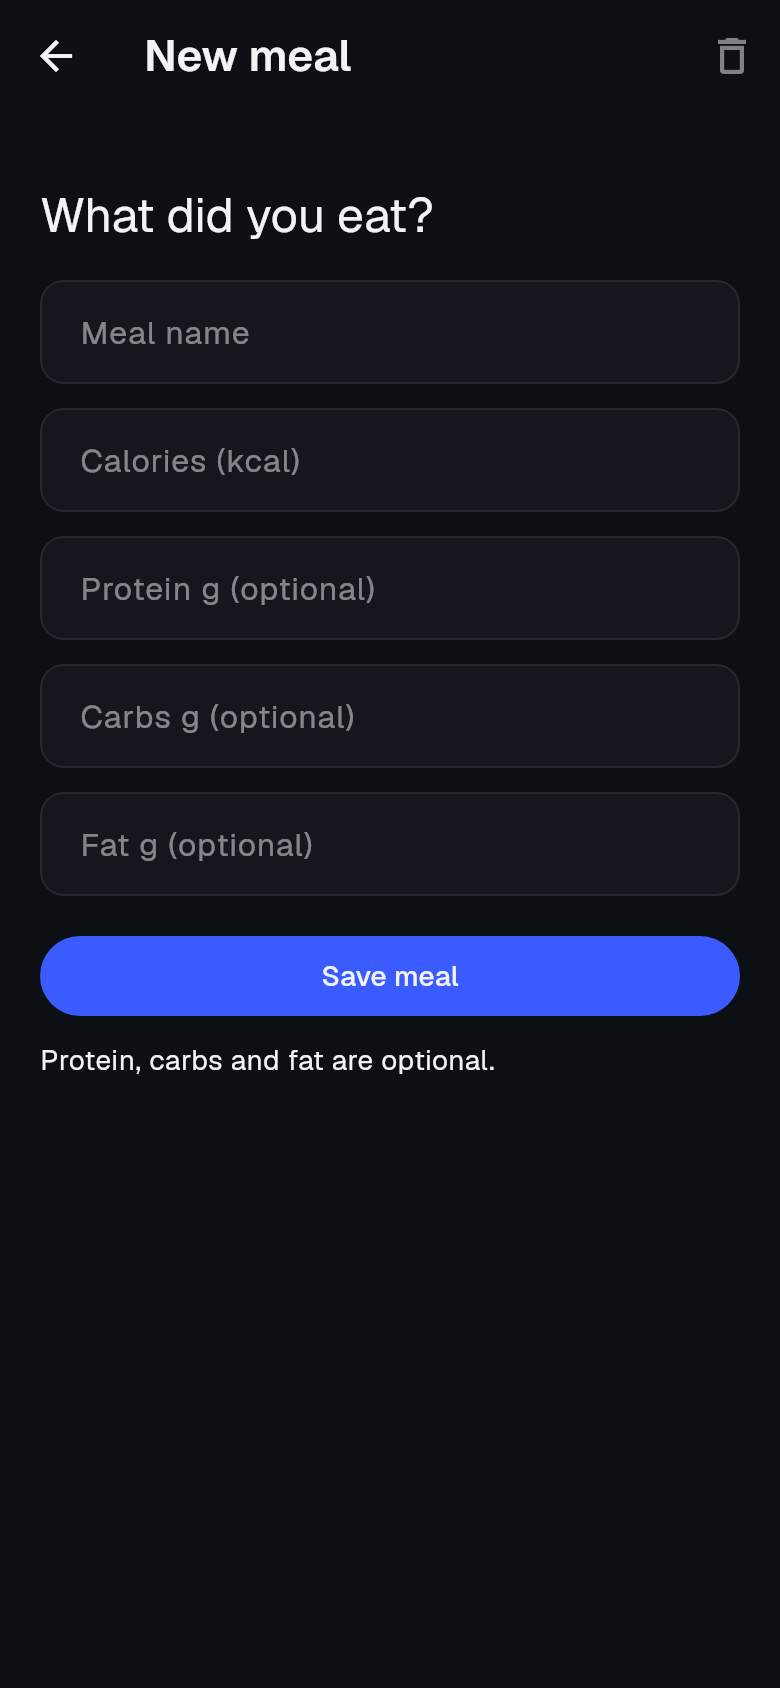 New meal
What did you eat?
Meal name
Calories (kcal)
Protein g (optional)
Carbs g (optional)
Fat g (optional)
Save meal
Protein, carbs and fat are optional.